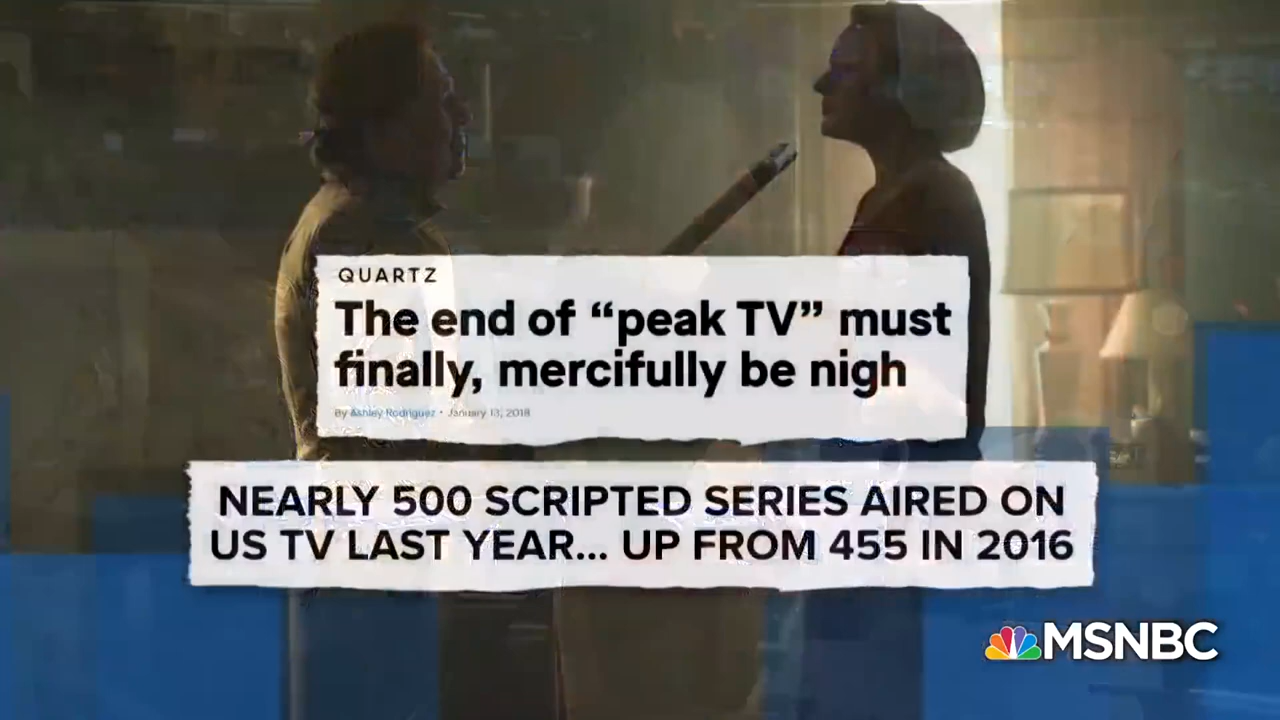 QUARTZ
The end of “peak TV” must
finally, mercifully be nigh
By Ashley Rodriguez • January 13, 2018
NEARLY 500 SCRIPTED SERIES AIRED ON
US TV LAST YEAR... UP FROM 455 IN 2016
MSNBC